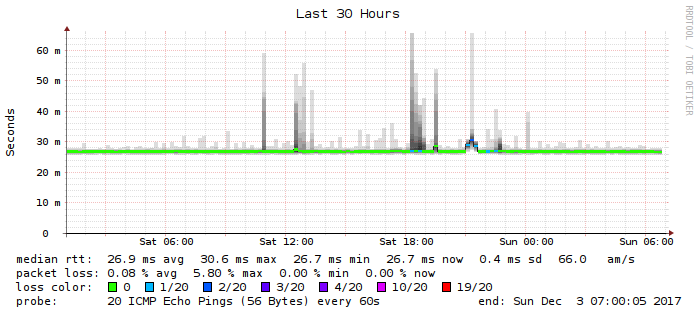 Last 30 Hours
RRDTOOL / TOBI OETIKER
Seconds
60 m
50 m
40 m
30 m
20 m
10 m
0
Sat 06:00 Sat 12:00 Sat 18:00 Sun 00:00 Sun 06:00
median rtt: 26.9 ms avg 30.6 ms max 26.7 ms min 26.7 ms now 0.4 ms sd 66.0 am/s
packet loss: 0.08 % avg 5.80 % max 0.00 % min 0.00 % now
loss color: 0 1/20 2/20 3/20 4/20 10/20 19/20
probe: 20 ICMP Echo Pings (56 Bytes) every 60s end: Sun Dec 3 07:00:05 2017